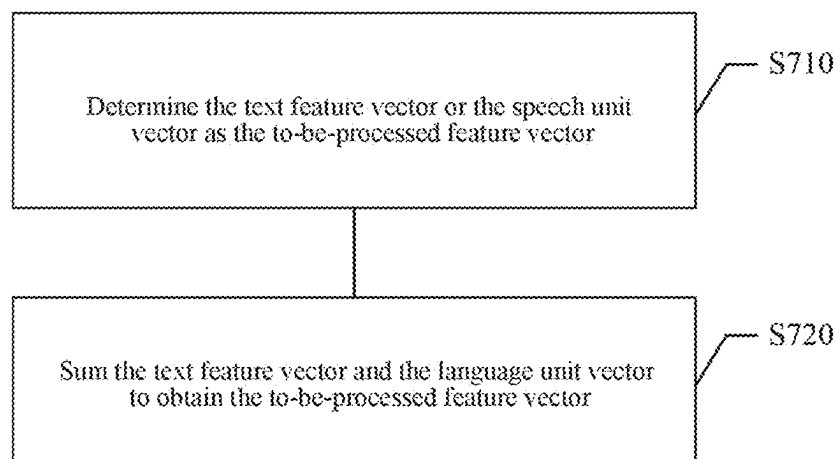 S710
Determine the text feature vector or the speech unit
vector as the to-be-processed feature vector
S720
Sum the text feature vector and the language unit vector
to obtain the to-be-processed feature vector